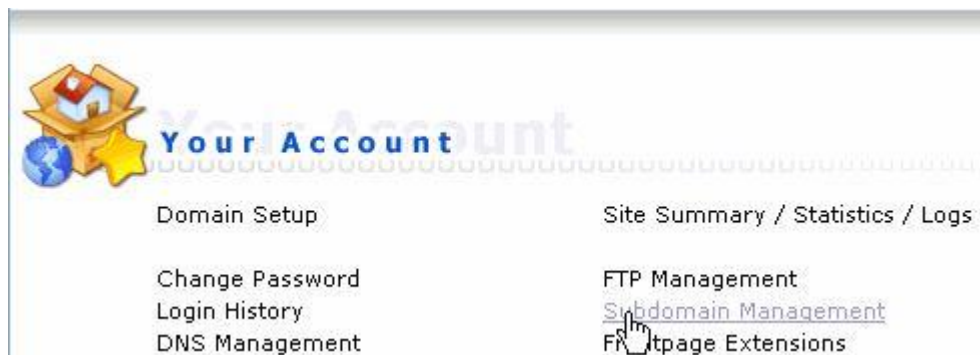 Your Account
Domain Setup
Site Summary / Statistics / Logs
Change Password
FTP Management
Login History
Subdomain Management
DNS Management
Frontpage Extensions